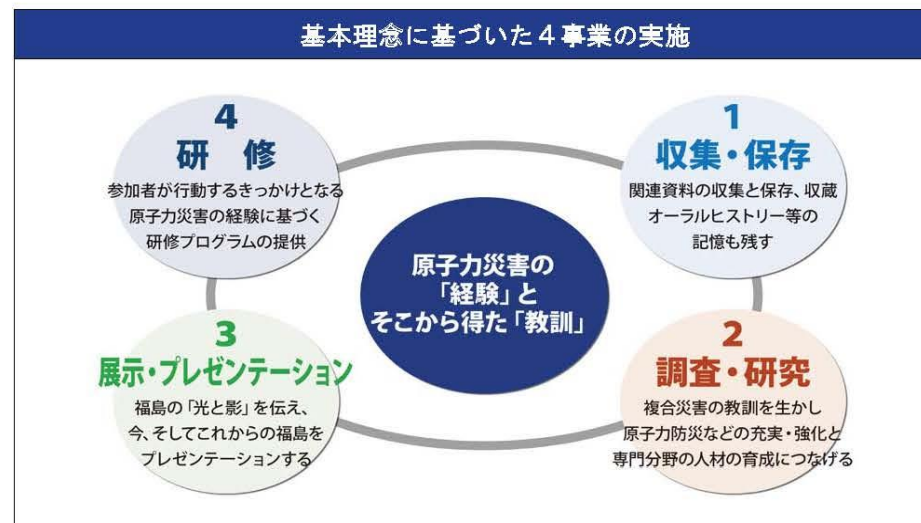 基本理念に基づいた４事業の実施
1
収集・保存
関連資料の収集と保存、収蔵
オーラルヒストリー等の
記憶も残す
2
調査・研究
複合災害の教訓を生かし
原子力防災などの充実・強化と
専門分野の人材の育成につなげる
3
展示・プレゼンテーション
福島の「光と影」を伝え、
今、そしてこれからの福島を
プレゼンテーションする
4
研　修
参加者が行動するきっかけとなる
原子力災害の経験に基づく
研修プログラムの提供
原子力災害の
「経験」と
そこから得た「教訓」